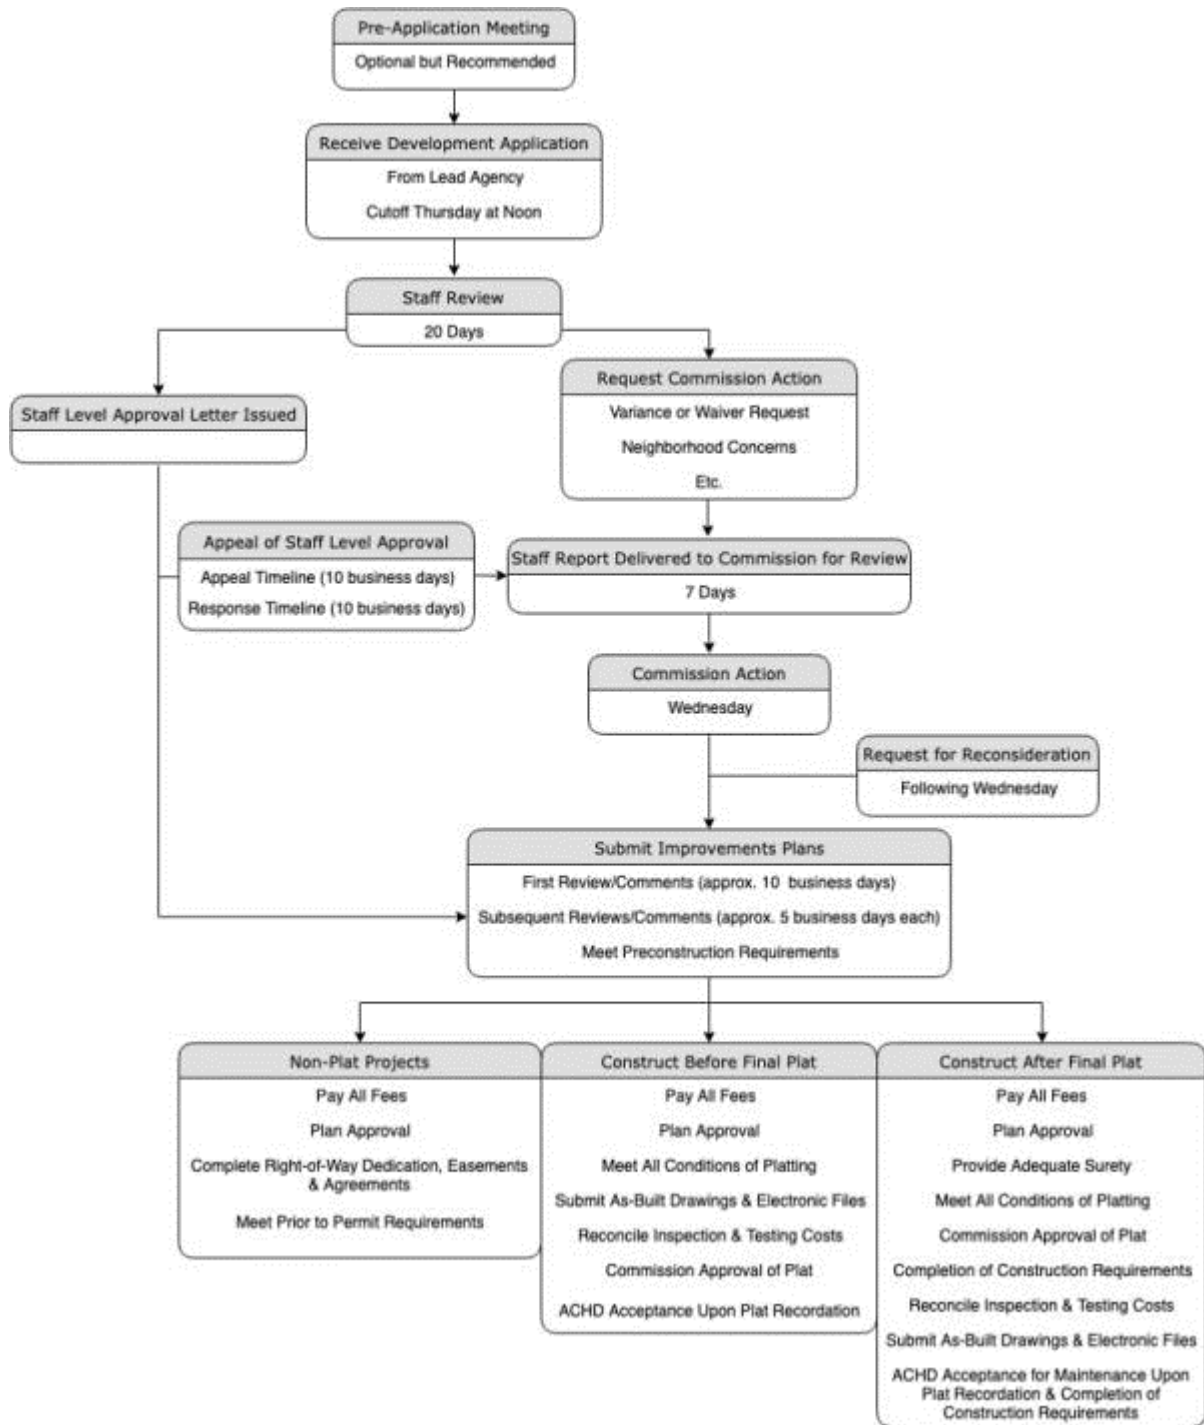 Pre-Application Meeting
Optional but Recommended
Receive Development Application
From Lead Agency
Cutoff Thursday at Noon
Staff Review
20 Days
Request Commission Action
Variance or Waiver Request
Neighborhood Concerns
Etc.
Staff Level Approval Letter Issued
Appeal of Staff Level Approval
Appeal Timeline (10 business days)
Response Timeline (10 business days)
Staff Report Delivered to Commission for Review
7 Days
Commission Action
Wednesday
Request for Reconsideration
Following Wednesday
Submit Improvements Plans
First Review/Comments (approx. 10 business days)
Subsequent Reviews/Comments (approx. 5 business days each)
Meet Preconstruction Requirements
Non-Plat Projects
Pay All Fees
Plan Approval
Complete Right-of-Way Dedication, Easements
& Agreements
Meet Prior to Permit Requirements
Construct Before Final Plat
Pay All Fees
Plan Approval
Meet All Conditions of Platting
Submit As-Built Drawings & Electronic Files
Reconcile Inspection & Testing Costs
Commission Approval of Plat
ACHD Acceptance Upon Plat Recordation
Construct After Final Plat
Pay All Fees
Plan Approval
Provide Adequate Surety
Meet All Conditions of Platting
Commission Approval of Plat
Completion of Construction Requirements
Reconcile Inspection & Testing Costs
Submit As-Built Drawings & Electronic Files
ACHD Acceptance for Maintenance Upon
Plat Recordation & Completion of
Construction Requirements